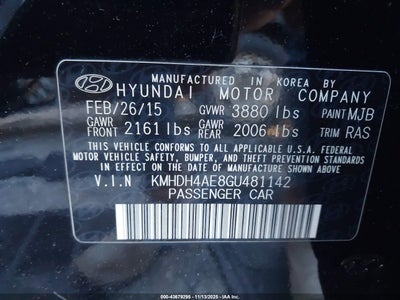 MANUFACTURED IN KOREA BY
HYUNDAI MOTOR COMPANY
FEB/26/15 GVWR 3880 lbs PAINT MJB
GAWR FRONT 2161 lbs GAWR REAR 2006 lbs TRIM RAS
THIS VEHICLE CONFORMS TO ALL APPLICABLE U.S.A. FEDERAL
MOTOR VEHICLE SAFETY, BUMPER, AND THEFT PREVENTION STANDARDS
IN EFFECT ON THE DATE OF MANUFACTURE SHOWN ABOVE.
V.I.N KMHDH4AE8GU481142
PASSENGER CAR
000-43679295 - 11/13/2025 - IAA Inc.